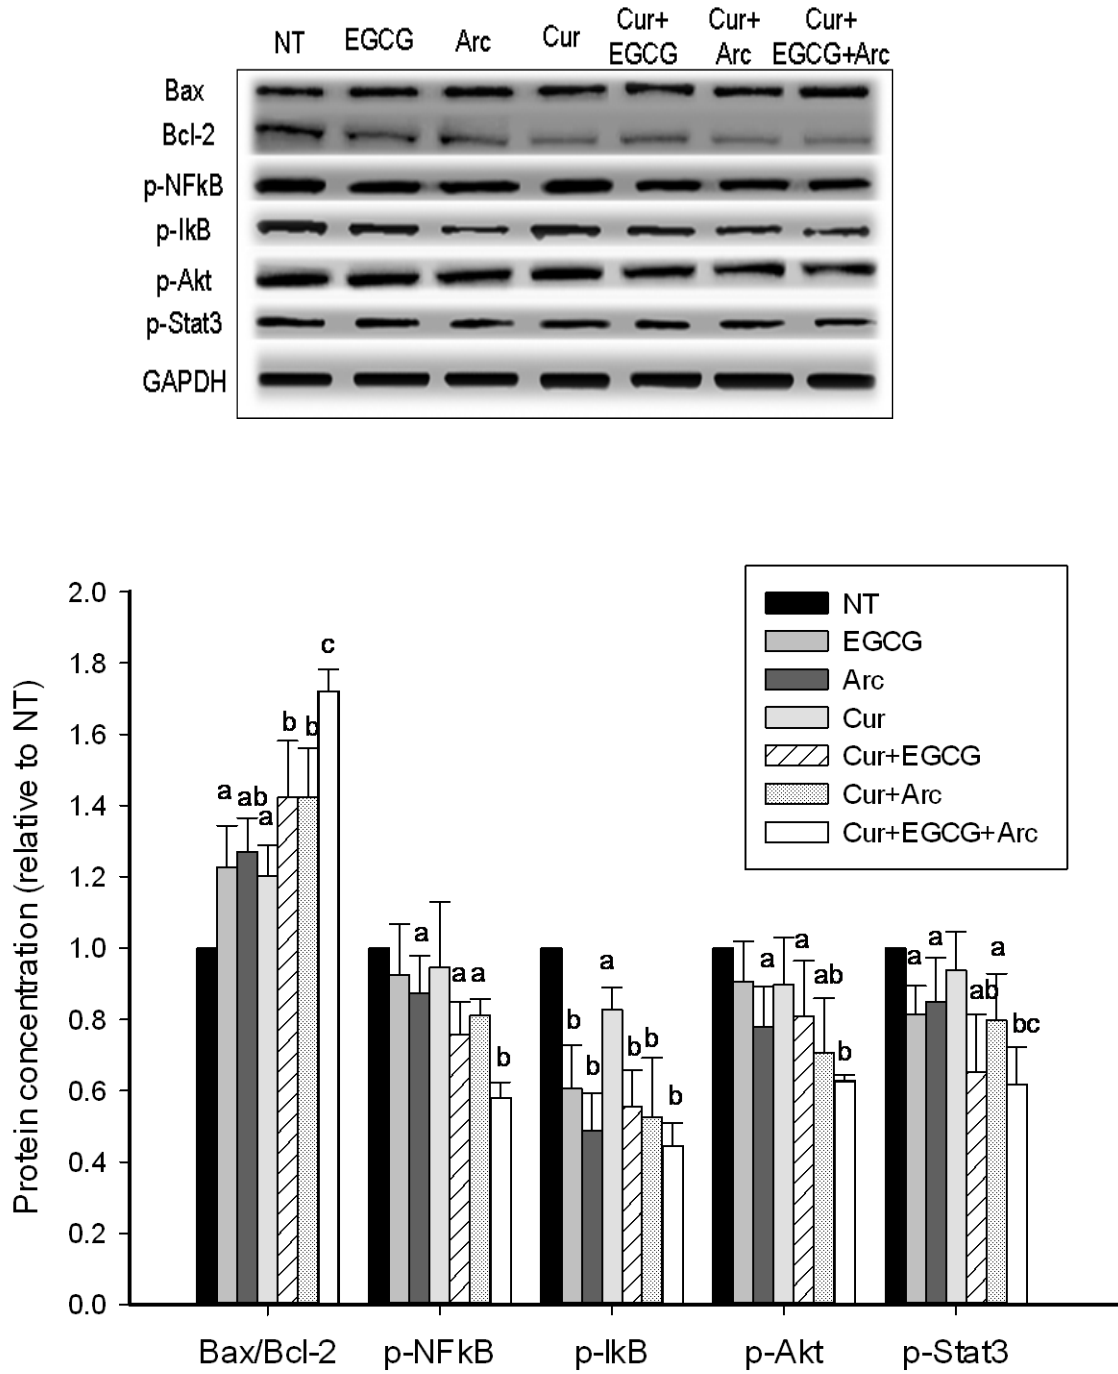 NT EGCG Arc Cur Cur+ EGCG Cur+ Arc Cur+ EGCG+Arc
Bax
Bcl-2
p-NFkB
p-IkB
p-Akt
p-Stat3
GAPDH
Protein concentration (relative to NT)
2.0
1.8
1.6
1.4
1.2
1.0
0.8
0.6
0.4
0.2
0.0
NT
EGCG
Arc
Cur
Cur+EGCG
Cur+Arc
Cur+EGCG+Arc
a ab a b b c
a a a b
b b a b b b
a a ab b
a a ab a bc
Bax/Bcl-2 p-NFkB p-IkB p-Akt p-Stat3